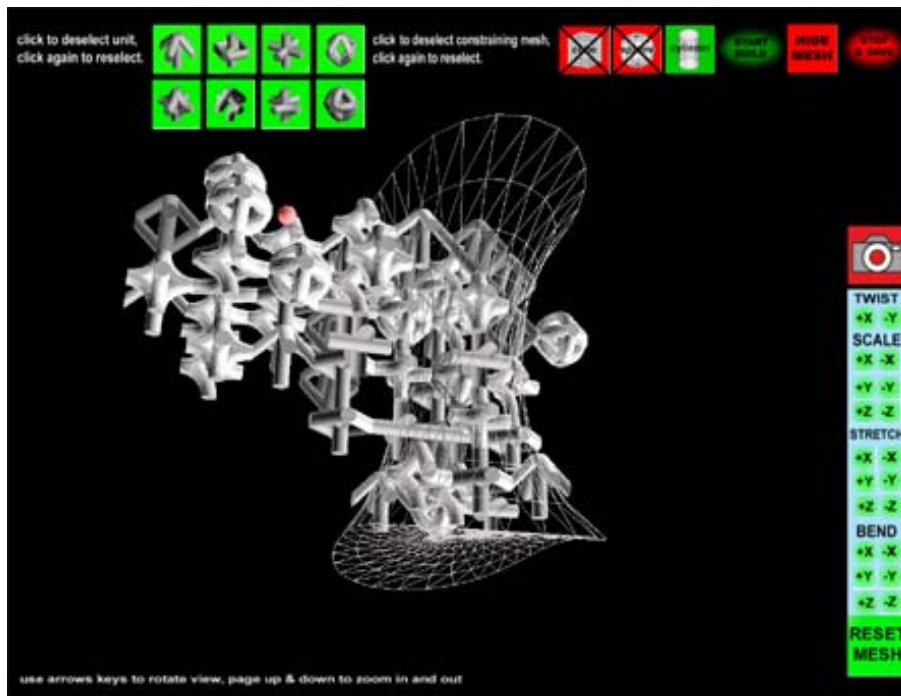 click to deselect unit,
click again to reselect.
click to deselect constraining mesh,
click again to reselect.
cylinder
START
BUILD
HIDE
MESH
STOP
& SAVE
TWIST
+X -Y
SCALE
+X -X
+Y -Y
+Z -Z
STRETCH
+X -X
+Y -Y
+Z -Z
BEND
+X -X
+Y -Y
+Z -Z
RESET
MESH
use arrows keys to rotate view, page up & down to zoom in and out